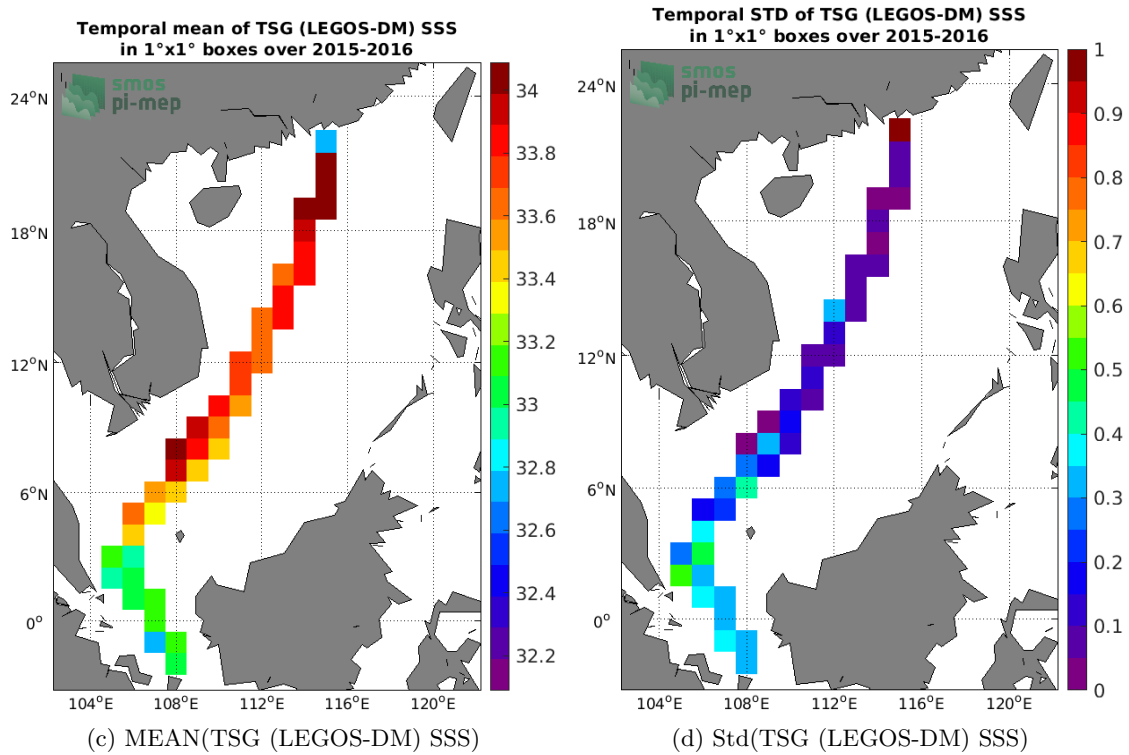 Temporal mean of TSG (LEGOS-DM) SSS
in 1°x1° boxes over 2015-2016
smos
pi-mep
24°N
18°N
12°N
6°N
0°
104°E
108°E
112°E
116°E
120°E
34
33.8
33.6
33.4
33.2
33
32.8
32.6
32.4
32.2
(c) MEAN(TSG (LEGOS-DM) SSS)
Temporal STD of TSG (LEGOS-DM) SSS
in 1°x1° boxes over 2015-2016
smos
pi-mep
24°N
18°N
12°N
6°N
0°
104°E
108°E
112°E
116°E
120°E
1
0.9
0.8
0.7
0.6
0.5
0.4
0.3
0.2
0.1
0
(d) Std(TSG (LEGOS-DM) SSS)